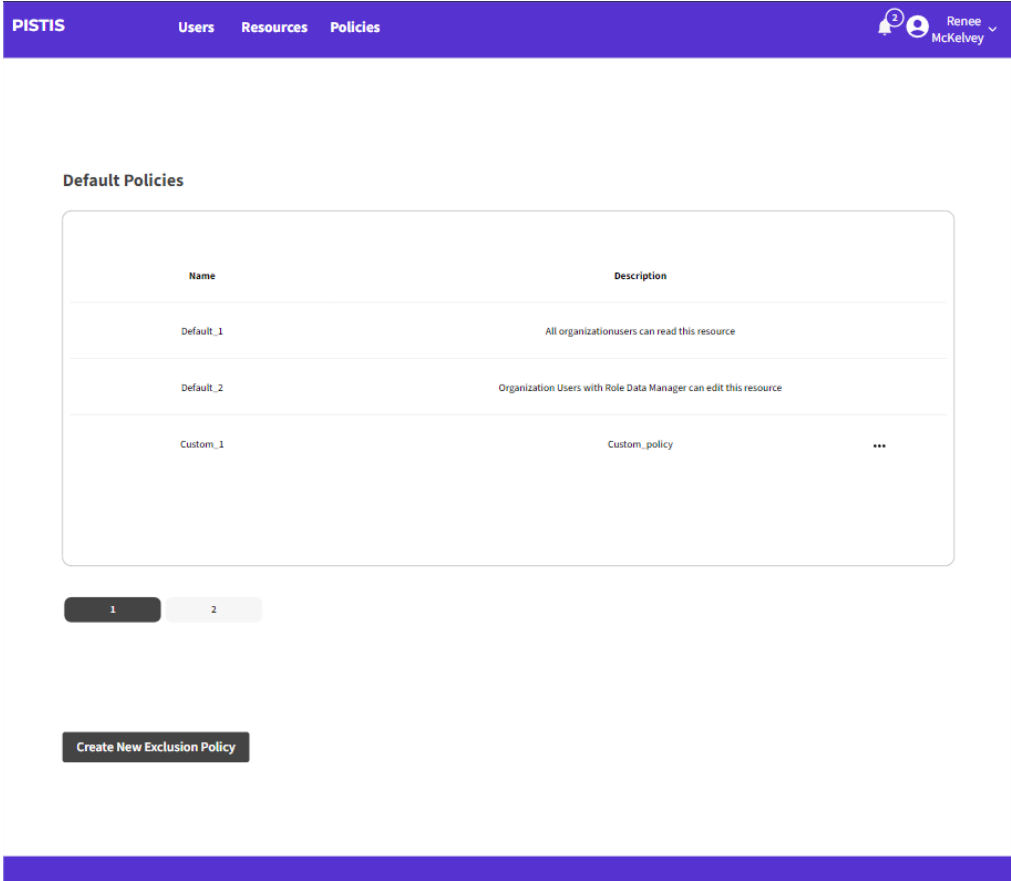 PISTIS Users Resources Policies 2 Renee
McKelvey
Default Policies
Name Description
Default_1 All organizationusers can read this resource
Default_2 Organization Users with Role Data Manager can edit this resource
Custom_1 Custom_policy ...
1 2
Create New Exclusion Policy